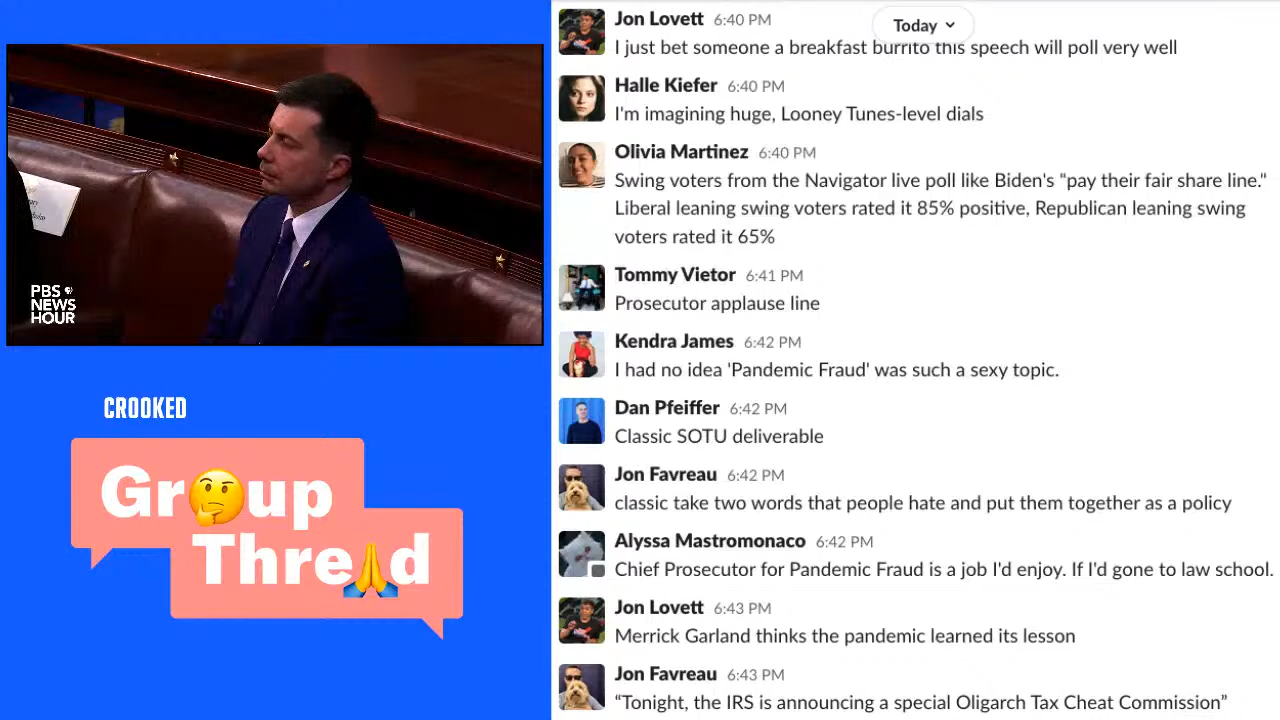 PBS
NEWS
HOUR
CROOKED
Gr🤔up
Thre🙏d
Today
Jon Lovett 6:40 PM
I just bet someone a breakfast burrito this speech will poll very well
Halle Kiefer 6:40 PM
I'm imagining huge, Looney Tunes-level dials
Olivia Martinez 6:40 PM
Swing voters from the Navigator live poll like Biden's "pay their fair share line."
Liberal leaning swing voters rated it 85% positive, Republican leaning swing
voters rated it 65%
Tommy Vietor 6:41 PM
Prosecutor applause line
Kendra James 6:42 PM
I had no idea 'Pandemic Fraud' was such a sexy topic.
Dan Pfeiffer 6:42 PM
Classic SOTU deliverable
Jon Favreau 6:42 PM
classic take two words that people hate and put them together as a policy
Alyssa Mastromonaco 6:42 PM
Chief Prosecutor for Pandemic Fraud is a job I'd enjoy. If I'd gone to law school.
Jon Lovett 6:43 PM
Merrick Garland thinks the pandemic learned its lesson
Jon Favreau 6:43 PM
“Tonight, the IRS is announcing a special Oligarch Tax Cheat Commission”